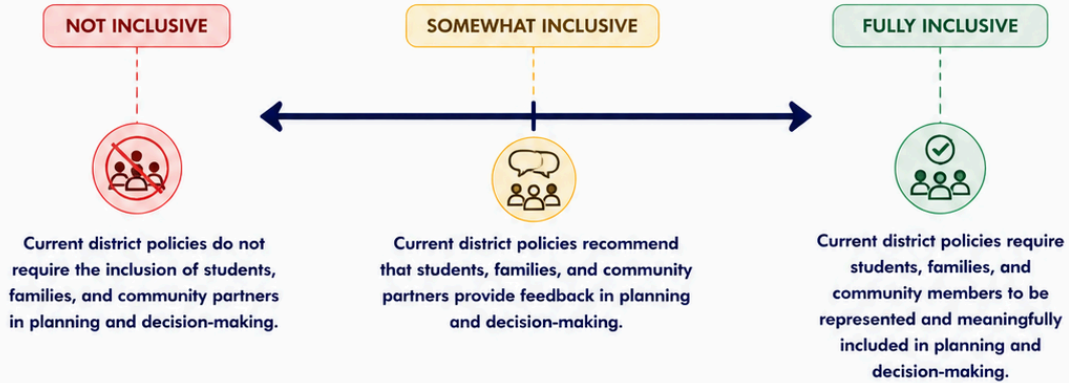 NOT INCLUSIVE
SOMEWHAT INCLUSIVE
FULLY INCLUSIVE
Current district policies do not
require the inclusion of students,
families, and community partners
in planning and decision-making.
Current district policies recommend
that students, families, and community
partners provide feedback in planning
and decision-making.
Current district policies require
students, families, and
community members to be
represented and meaningfully
included in planning and
decision-making.